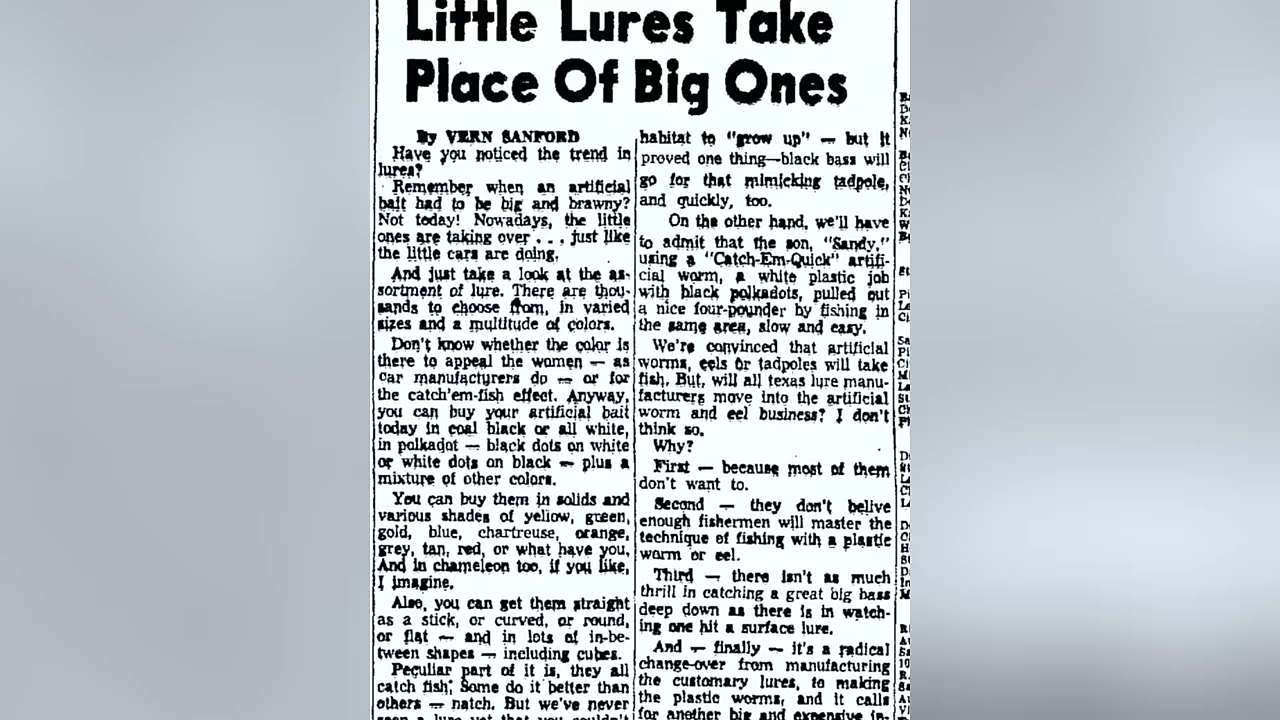 Little Lures Take
Place Of Big Ones
By VERN SANFORD
Have you noticed the trend in
lures?
Remember when an artificial
bait had to be big and brawny?
Not today! Nowadays, the little
ones are taking over . . . just like
the little cars are doing.
And just take a look at the as-
sortment of lure. There are thou-
sands to choose from, in varied
sizes and a multitude of colors.
Don't know whether the color is
there to appeal the women — as
car manufacturers do — or for
the catch'em-fish effect. Anyway,
you can buy your artificial bait
today in coal black or all white,
in polkadot — black dots on white
or white dots on black — plus a
mixture of other colors.
You can buy them in solids and
various shades of yellow, green,
gold, blue, chartreuse, orange,
grey, tan, red, or what have you.
And in chameleon too, if you like,
I imagine.
Also, you can get them straight
as a stick, or curved, or round,
or flat — and in lots of in-be-
tween shapes — including cubes.
Peculiar part of it is, they all
catch fish. Some do it better than
others — natch. But we've never
seen a lure yet that you couldn't
habitat to "grow up" — but it
proved one thing—black bass will
go for that mimicking tadpole,
and quickly, too.
On the other hand, we'll have
to admit that the son, "Sandy,"
using a "Catch-Em-Quick" artifi-
cial worm, a white plastic job
with black polkadots, pulled out
a nice four-pounder by fishing in
the same area, slow and easy.
We're convinced that artificial
worms, eels or tadpoles will take
fish. But, will all texas lure manu-
facturers move into the artificial
worm and eel business? I don't
think so.
Why?
First — because most of them
don't want to.
Second — they don't belive
enough fishermen will master the
technique of fishing with a plastic
worm or eel.
Third — there isn't as much
thrill in catching a great big bass
deep down as there is in watch-
ing one hit a surface lure.
And — finally — it's a radical
change-over from manufacturing
the customary lures, to making
the plastic worms, and it calls
for another big and expensive in-